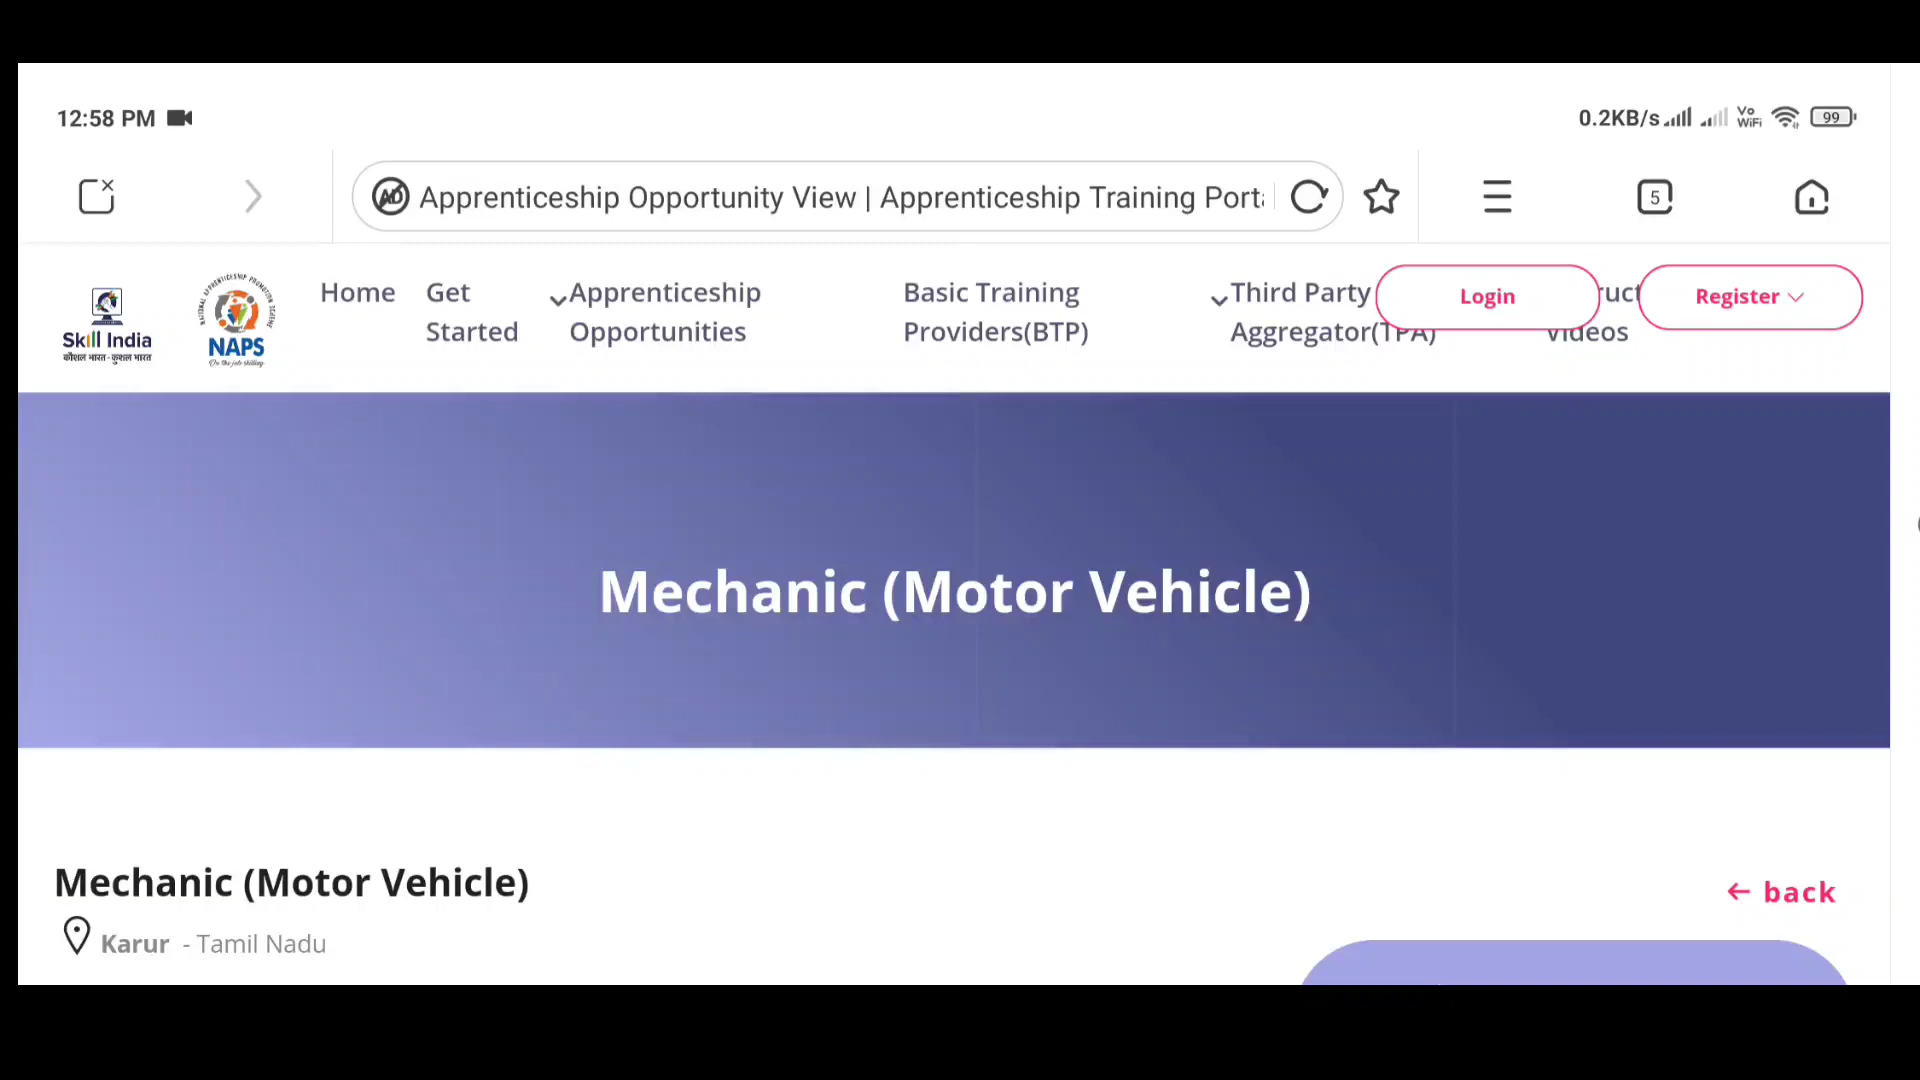 12:58 PM
0.2KB/s
Vo
WiFi
99
Apprenticeship Opportunity View | Apprenticeship Training Port
5
Skill India
कौशल भारत - कुशल भारत
NAPS
Home
Get
Started
Apprenticeship
Opportunities
Basic Training
Providers(BTP)
Third Party
Aggregator(TPA)
Videos
Login
Register
Mechanic (Motor Vehicle)
Mechanic (Motor Vehicle)
← back
Karur - Tamil Nadu